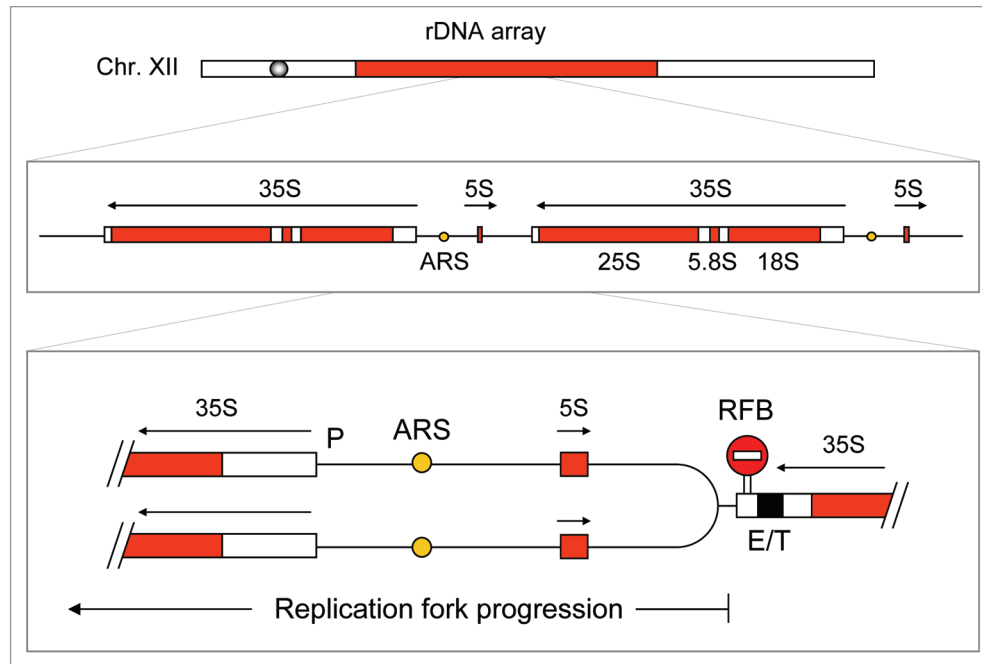 rDNA array
Chr. XII
35S 5S 35S 5S
ARS 25S 5.8S 18S
35S P ARS 5S RFB 35S
E/T
Replication fork progression